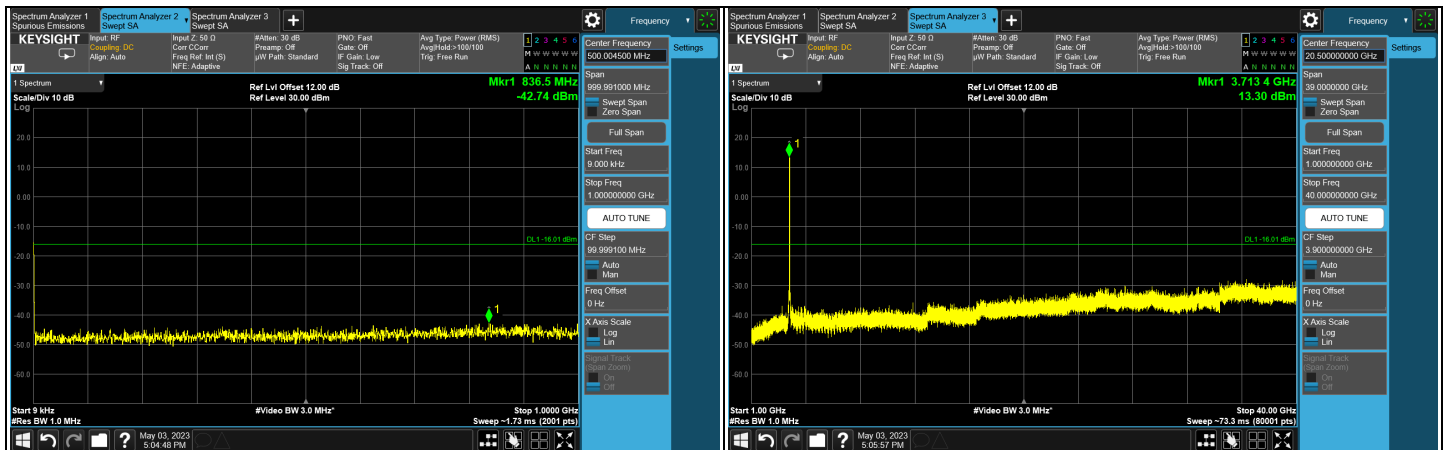 Spectrum Analyzer 1
Spurious Emissions
Spectrum Analyzer 2
Swept SA
Spectrum Analyzer 3
Swept SA
Frequency
KEYSIGHT
LXI
Input: RF
Coupling: DC
Align: Auto
Input Z: 50 Ω
Corr CCorr
Freq Ref: Int (S)
NFE: Adaptive
#Atten: 30 dB
Preamp: Off
µW Path: Standard
PNO: Fast
Gate: Off
IF Gain: Low
Sig Track: Off
Avg Type: Power (RMS)
Avg|Hold:>100/100
Trig: Free Run
1 2 3 4 5 6
M W W W W W
A N N N N N
1 Spectrum
Scale/Div 10 dB
Log
Ref Lvl Offset 12.00 dB
Ref Level 30.00 dBm
Mkr1 836.5 MHz
-42.74 dBm
20.0
10.0
0.00
-10.0
-20.0
-30.0
-40.0
-50.0
-60.0
DL1 -16.01 dBm
1
Start 9 kHz
#Res BW 1.0 MHz
#Video BW 3.0 MHz*
Stop 1.0000 GHz
Sweep ~1.73 ms (2001 pts)
May 03, 2023
5:04:48 PM
Center Frequency
500.004500 MHz
Settings
Span
999.991000 MHz
Swept Span
Zero Span
Full Span
Start Freq
9.000 kHz
Stop Freq
1.000000000 GHz
AUTO TUNE
CF Step
99.999100 MHz
Auto
Man
Freq Offset
0 Hz
X Axis Scale
Log
Lin
Signal Track
(Span Zoom)
On
Off
Spectrum Analyzer 1
Spurious Emissions
Spectrum Analyzer 2
Swept SA
Spectrum Analyzer 3
Swept SA
Frequency
KEYSIGHT
LXI
Input: RF
Coupling: DC
Align: Auto
Input Z: 50 Ω
Corr CCorr
Freq Ref: Int (S)
NFE: Adaptive
#Atten: 30 dB
Preamp: Off
µW Path: Standard
PNO: Fast
Gate: Off
IF Gain: Low
Sig Track: Off
Avg Type: Power (RMS)
Avg|Hold:>100/100
Trig: Free Run
1 2 3 4 5 6
M W W W W W
A N N N N N
1 Spectrum
Scale/Div 10 dB
Log
Ref Lvl Offset 12.00 dB
Ref Level 30.00 dBm
Mkr1 3.713 4 GHz
13.30 dBm
20.0
10.0
0.00
-10.0
-20.0
-30.0
-40.0
-50.0
-60.0
DL1 -16.01 dBm
1
Start 1.00 GHz
#Res BW 1.0 MHz
#Video BW 3.0 MHz*
Stop 40.00 GHz
Sweep ~73.3 ms (80001 pts)
May 03, 2023
5:05:57 PM
Center Frequency
20.500000000 GHz
Settings
Span
39.0000000 GHz
Swept Span
Zero Span
Full Span
Start Freq
1.000000000 GHz
Stop Freq
40.000000000 GHz
AUTO TUNE
CF Step
3.900000000 GHz
Auto
Man
Freq Offset
0 Hz
X Axis Scale
Log
Lin
Signal Track
(Span Zoom)
On
Off